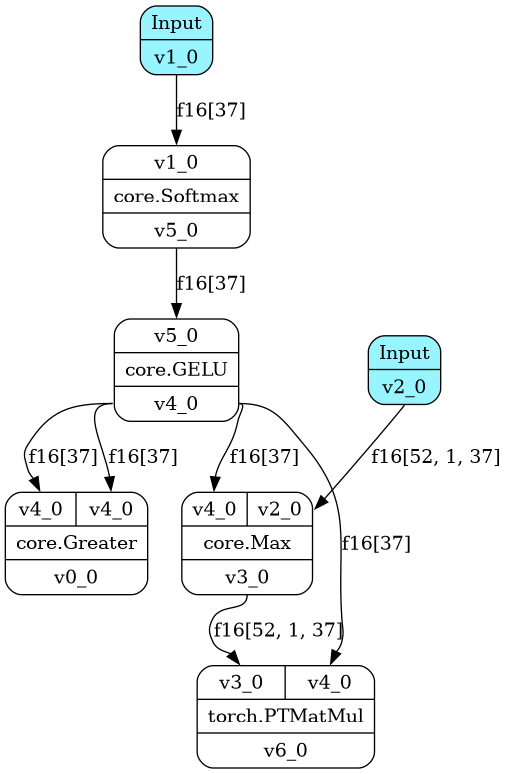 Input
v1_0
f16[37]
v1_0
core.Softmax
v5_0
f16[37]
v5_0
core.GELU
v4_0
Input
v2_0
f16[37]
f16[37]
f16[37]
f16[52, 1, 37]
v4_0 v4_0
core.Greater
v0_0
v4_0 v2_0
core.Max
v3_0
f16[37]
f16[52, 1, 37]
v3_0 v4_0
torch.PTMatMul
v6_0